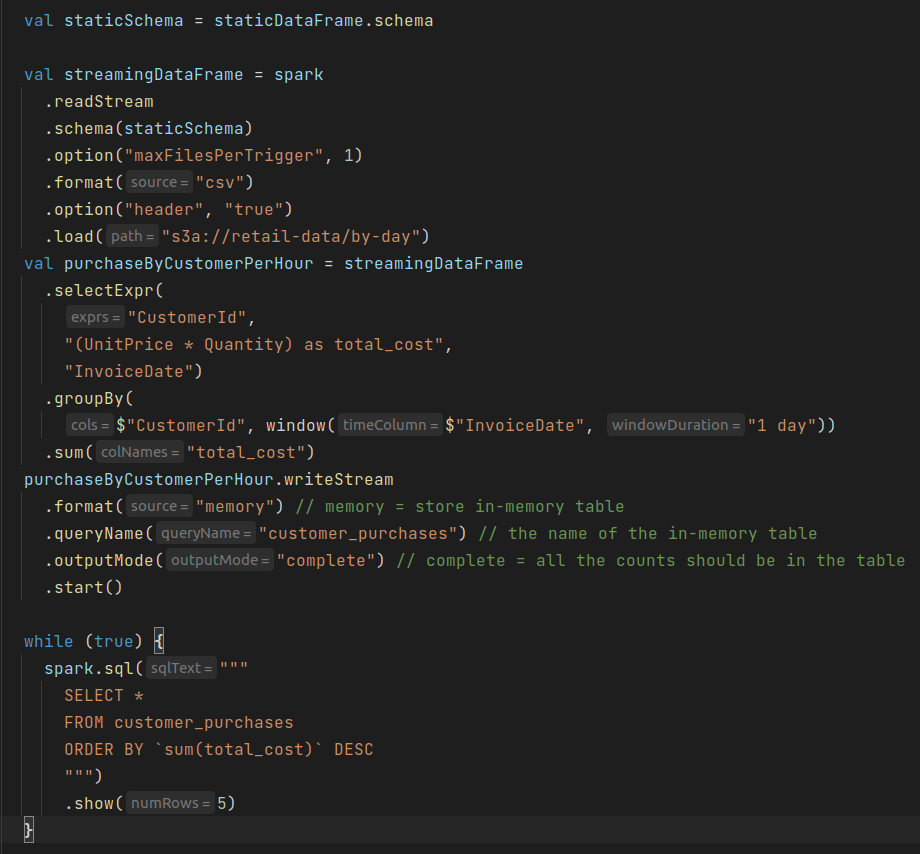 val staticSchema = staticDataFrame.schema
val streamingDataFrame = spark
.readStream
.schema(staticSchema)
.option("maxFilesPerTrigger", 1)
.format( source = "csv")
.option("header", "true")
.load( path = "s3a://retail-data/by-day")
val purchaseByCustomerPerHour = streamingDataFrame
.selectExpr(
exprs = "CustomerId",
"(UnitPrice * Quantity) as total_cost",
"InvoiceDate")
.groupBy(
cols = $"CustomerId", window( timeColumn = $"InvoiceDate", windowDuration = "1 day"))
.sum( colNames = "total_cost")
purchaseByCustomerPerHour.writeStream
.format( source = "memory") // memory = store in-memory table
.queryName( queryName = "customer_purchases") // the name of the in-memory table
.outputMode( outputMode = "complete") // complete = all the counts should be in the table
.start()
while (true) {
spark.sql( sqlText = """
SELECT *
FROM customer_purchases
ORDER BY `sum(total_cost)` DESC
""")
.show( numRows = 5)
}